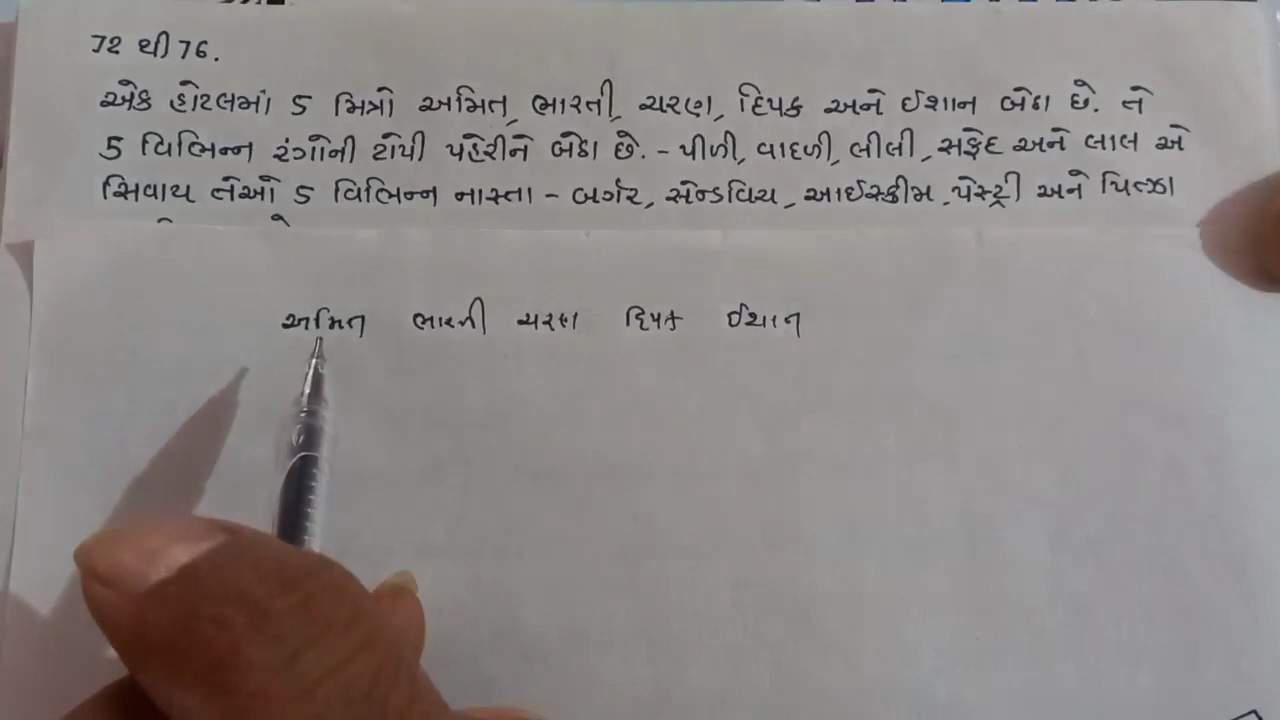 72 થી 76.
એક હોટલમાં 5 મિત્રો અમિત, ભારતી, ચરણ, દિપક અને ઈશાન બેઠા છે. તે
5 વિભિન્ન રંગોની ટોપી પહેરીને બેઠા છે. - પીળી, વાદળી, લીલી, સફેદ અને લાલ એ
સિવાય તેઓ 5 વિભિન્ન નાસ્તા - બર્ગર, સેન્ડવિચ, આઈસ્ક્રીમ, પેસ્ટ્રી અને પિત્ઝા
અમિત ભારતી ચરણ દિપક ઈશાન